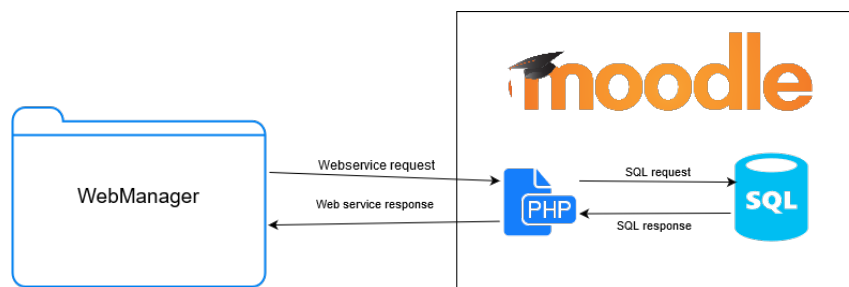 moodle
Webservice request
SQL request
WebManager
PHP
SQL
Web service response
SQL response